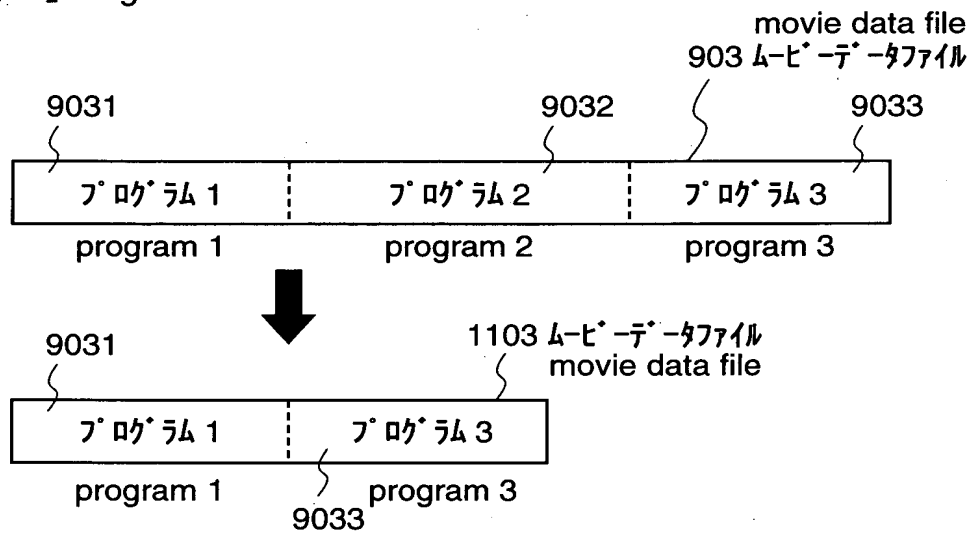 movie data file
903 ﾑｰﾋﾞｰﾃﾞｰﾀﾌｧｲﾙ
9031 9032 9033
ﾌﾟﾛｸﾞﾗﾑ 1 ﾌﾟﾛｸﾞﾗﾑ 2 ﾌﾟﾛｸﾞﾗﾑ 3
program 1 program 2 program 3
9031
1103 ﾑｰﾋﾞｰﾃﾞｰﾀﾌｧｲﾙ
movie data file
ﾌﾟﾛｸﾞﾗﾑ 1 ﾌﾟﾛｸﾞﾗﾑ 3
program 1 program 3
9033